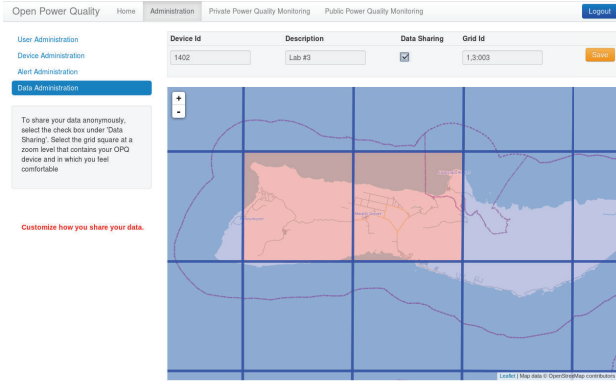 Open Power Quality Home Administration Private Power Quality Monitoring Public Power Quality Monitoring Logout
User Administration
Device Administration
Alert Administration
Data Administration
To share your data anonymously,
select the check box under 'Data
Sharing'. Select the grid square at a
zoom level that contains your OPQ
device and in which you feel
comfortable
Customize how you share your data.
Device Id Description Data Sharing Grid Id
1402 Lab #3 1,3:003 Save
+
-
Leaflet | Map data © OpenStreetMap contributors